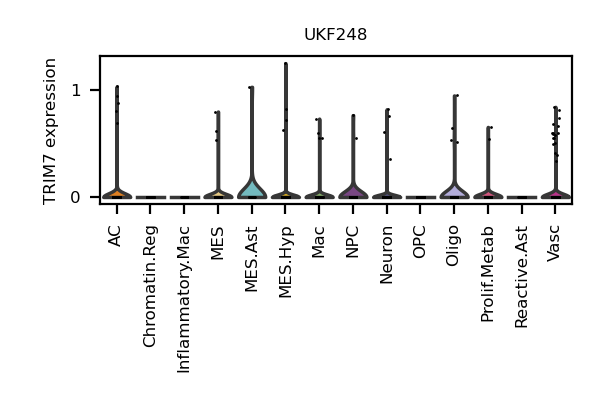 UKF248
TRIM7 expression
1
0
AC
Chromatin.Reg
Inflammatory.Mac
MES
MES.Ast
MES.Hyp
Mac
NPC
Neuron
OPC
Oligo
Prolif.Metab
Reactive.Ast
Vasc